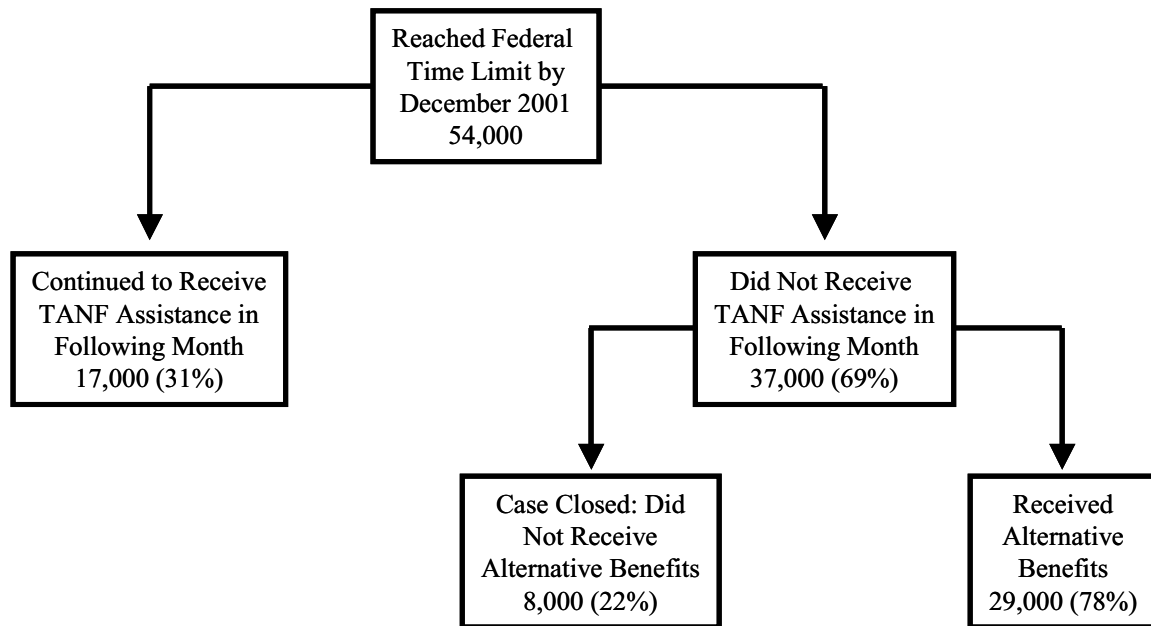 Reached Federal
Time Limit by
December 2001
54,000
Continued to Receive
TANF Assistance in
Following Month
17,000 (31%)
Did Not Receive
TANF Assistance in
Following Month
37,000 (69%)
Case Closed: Did
Not Receive
Alternative Benefits
8,000 (22%)
Received
Alternative
Benefits
29,000 (78%)